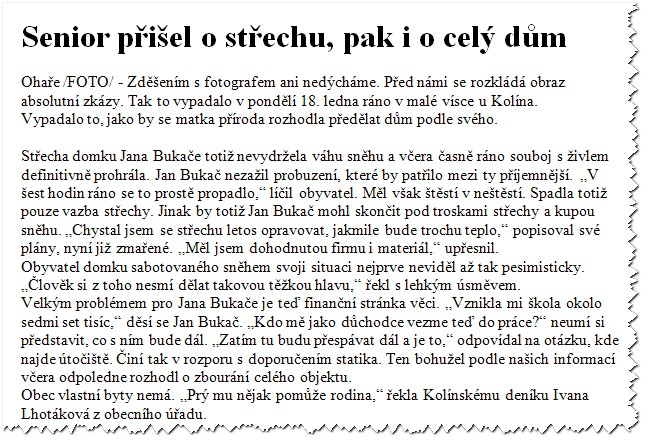 Senior přišel o střechu, pak i o celý dům
Ohaře /FOTO/ - Zděšením s fotografem ani nedýcháme. Před námi se rozkládá obraz
absolutní zkázy. Tak to vypadalo v pondělí 18. ledna ráno v malé vísce u Kolína.
Vypadalo to, jako by se matka příroda rozhodla předělat dům podle svého.
Střecha domku Jana Bukače totiž nevydržela váhu sněhu a včera časně ráno souboj s živlem
definitivně prohrála. Jan Bukač nezažil probuzení, které by patřilo mezi ty příjemnější. „V
šest hodin ráno se to prostě propadlo,“ líčil obyvatel. Měl však štěstí v neštěstí. Spadla totiž
pouze vazba střechy. Jinak by totiž Jan Bukač mohl skončit pod troskami střechy a kupou
sněhu. „Chystal jsem se střechu letos opravovat, jakmile bude trochu teplo,“ popisoval své
plány, nyní již zmařené. „Měl jsem dohodnutou firmu i materiál,“ upřesnil.
Obyvatel domku sabotovaného sněhem svoji situaci nejprve neviděl až tak pesimisticky.
„Člověk si z toho nesmí dělat takovou těžkou hlavu,“ řekl s lehkým úsměvem.
Velkým problémem pro Jana Bukače je teď finanční stránka věci. „Vznikla mi škola okolo
sedmi set tisíc,“ děsí se Jan Bukač. „Kdo mě jako důchodce vezme teď do práce?“ neumí si
představit, co s ním bude dál. „Zatím tu budu přespávat dál a je to,“ odpovídal na otázku, kde
najde útočiště. Činí tak v rozporu s doporučením statika. Ten bohužel podle našich informací
včera odpoledne rozhodl o zbourání celého objektu.
Obec vlastní byty nemá. „Prý mu nějak pomůže rodina,“ řekla Kolínskému deníku Ivana
Lhotáková z obecního úřadu.